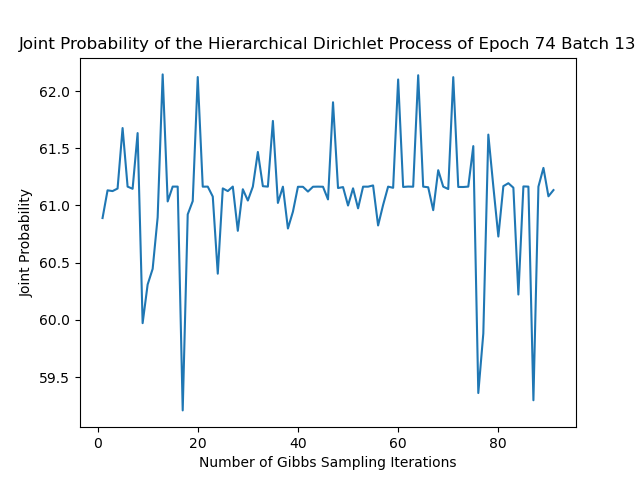 Joint Probability of the Hierarchical Dirichlet Process of Epoch 74 Batch 13
62.0
61.5
61.0
60.5
60.0
59.5
Joint Probability
0 20 40 60 80
Number of Gibbs Sampling Iterations